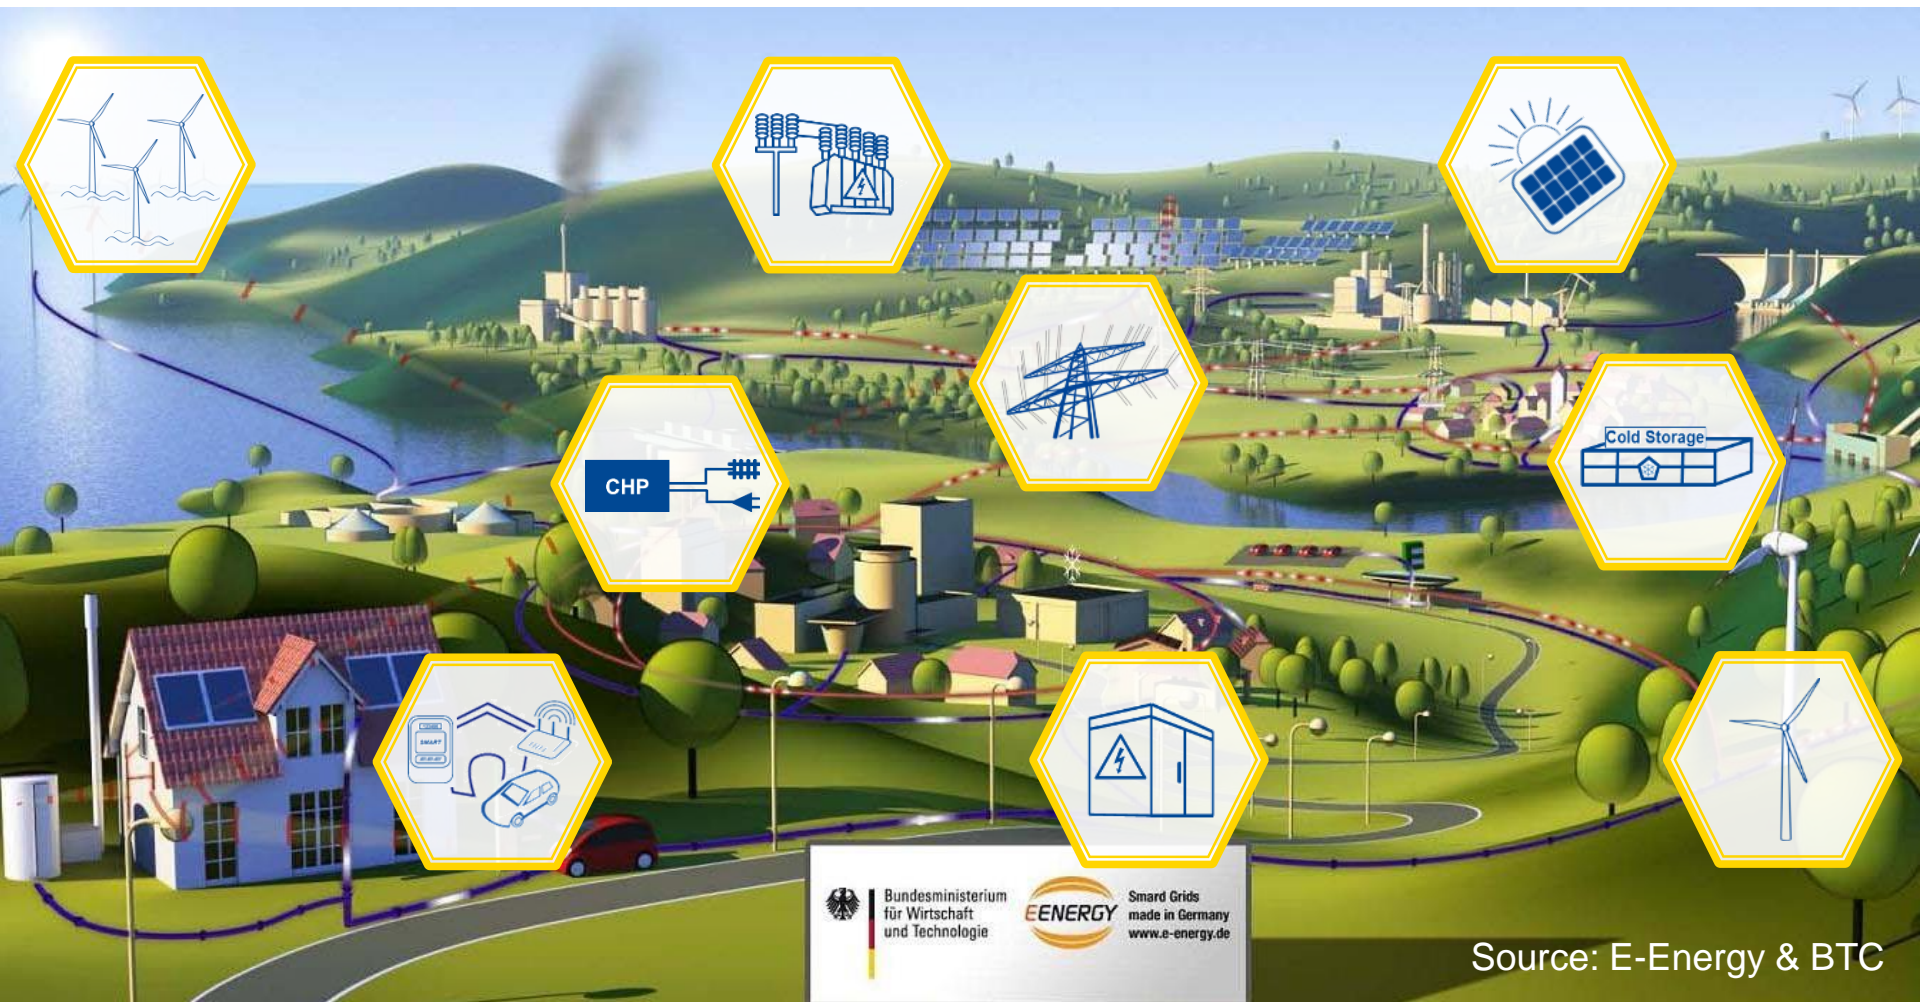 Cold Storage
CHP
SMART
Bundesministerium
für Wirtschaft
und Technologie
EENERGY
Smard Grids
made in Germany
www.e-energy.de
Source: E-Energy & BTC